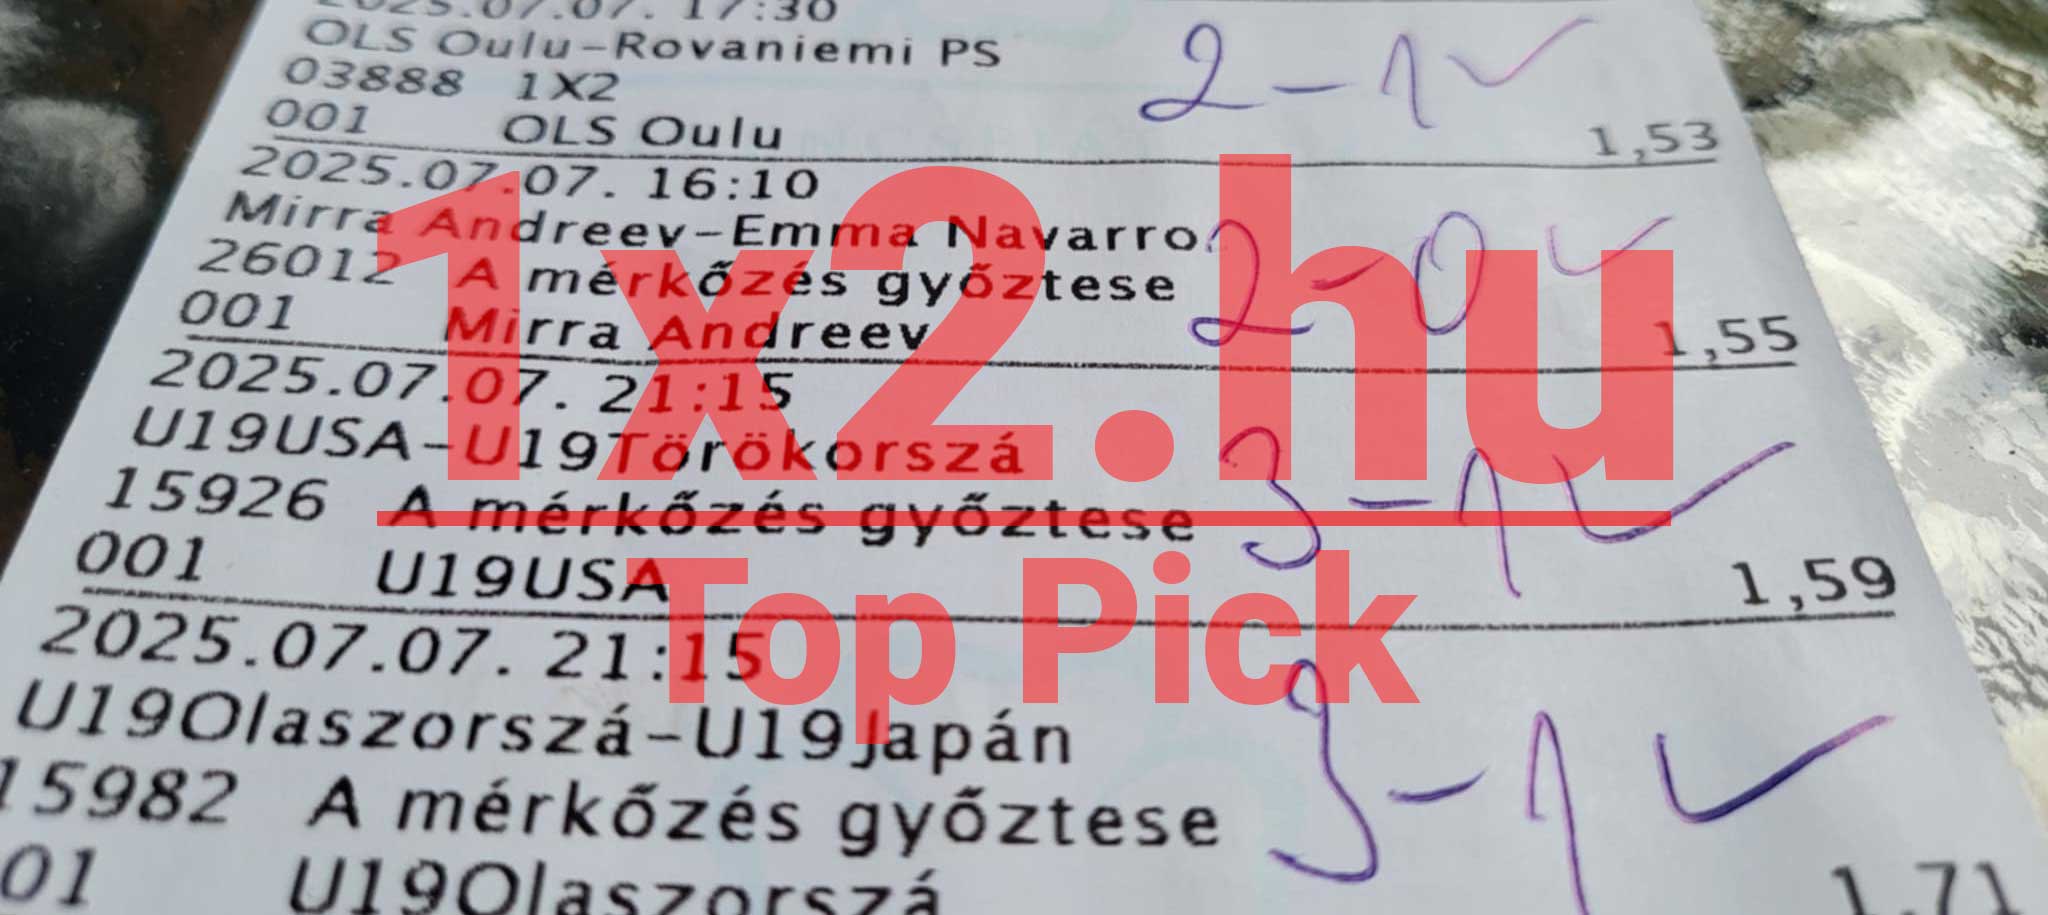 2025.07.07. 17:30
OLS Oulu-Rovaniemi PS
2-1
03888 1X2
001 OLS Oulu
1,53
2025.07.07. 16:10
Mirra Andreev-Emma Navarro
2-0
26012 A mérkőzés győztese
001 Mirra Andreev
1,55
2025.07.07. 21:15
U19USA-U19Törökorszá
3-1
15926 A mérkőzés győztese
001 U19USA
1,59
2025.07.07. 21:15
U19Olaszorszá-U19Japán
3-1
15982 A mérkőzés győztese
01 U19Olaszorszá
1,71
1x2.hu
Top Pick